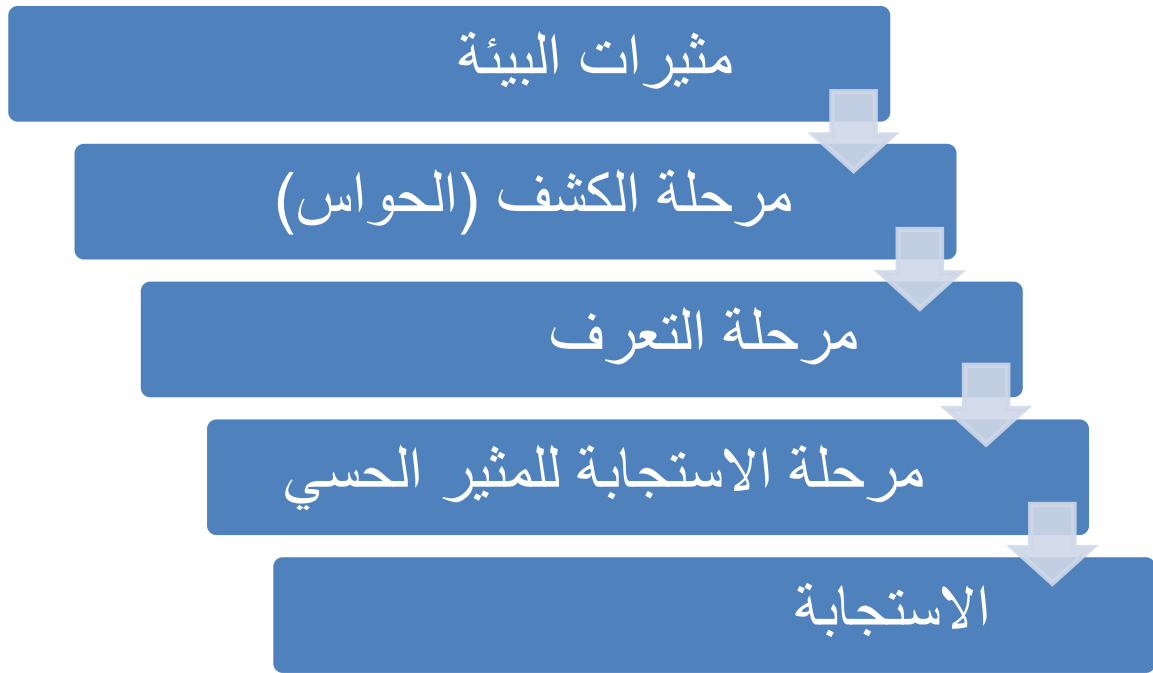 مثيرات البيئة
مرحلة الكشف (الحواس)
مرحلة التعرف
مرحلة الاستجابة للمثير الحسي
الاستجابة